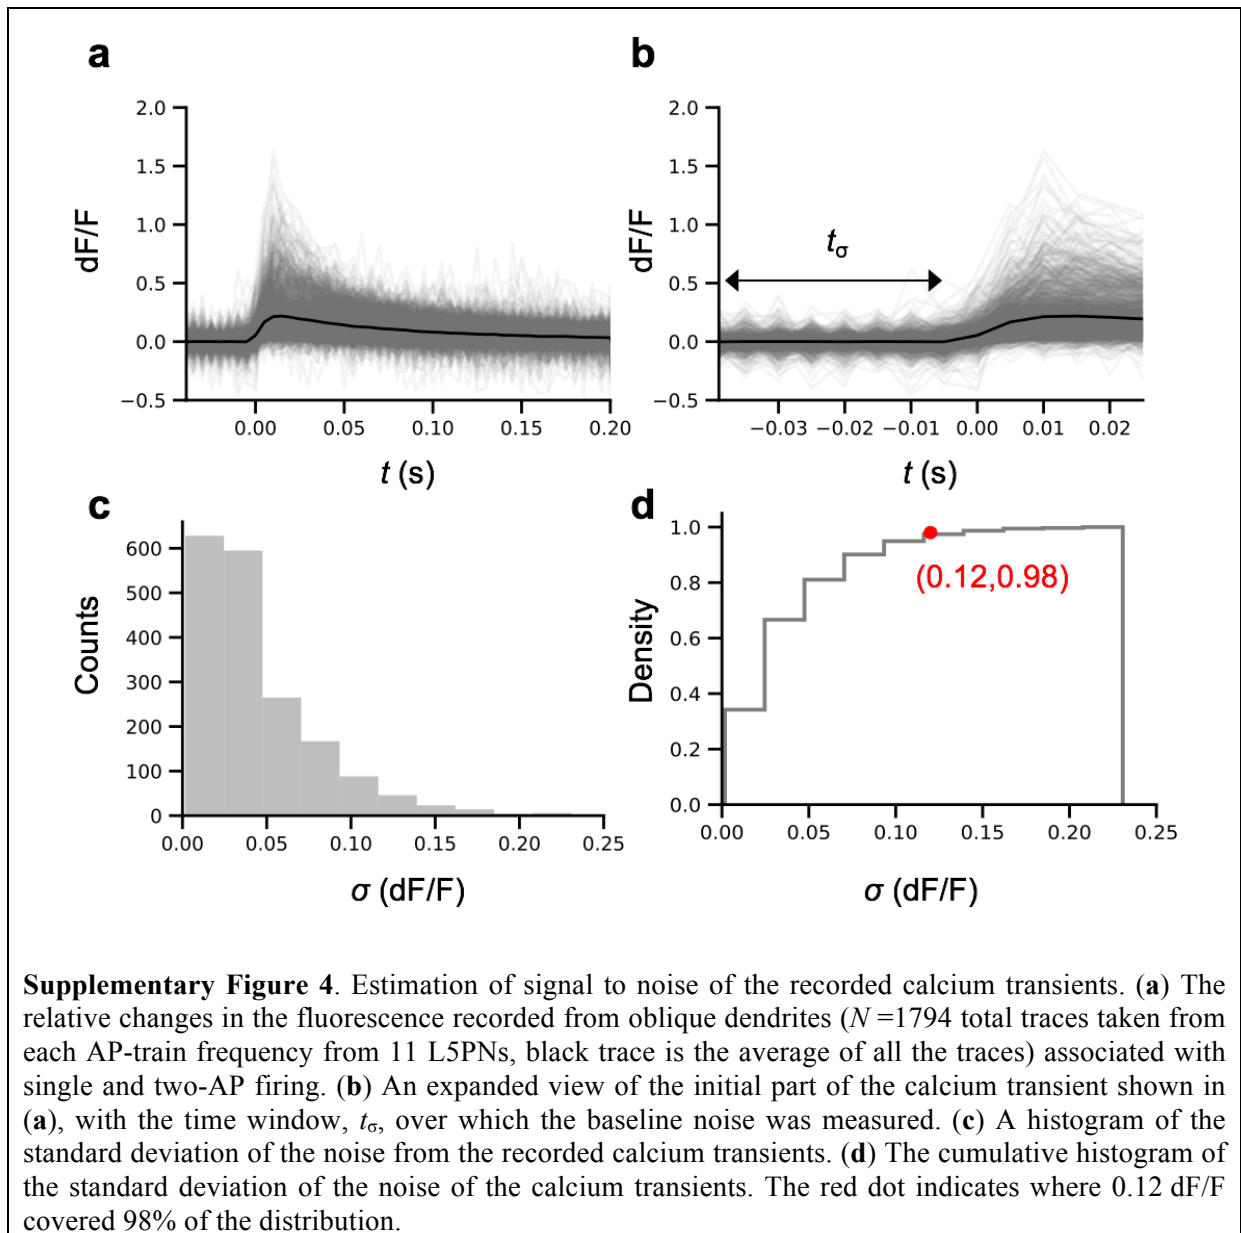 a
2.0
1.5
1.0
0.5
0.0
−0.5
dF/F
0.00 0.05 0.10 0.15 0.20
t (s)
b
2.0
1.5
1.0
0.5
0.0
−0.5
dF/F
tσ
−0.03 −0.02 −0.01 0.00 0.01 0.02
t (s)
c
600
500
400
300
200
100
0
Counts
0.00 0.05 0.10 0.15 0.20 0.25
σ (dF/F)
d
1.0
0.8
0.6
0.4
0.2
0.0
Density
(0.12,0.98)
0.00 0.05 0.10 0.15 0.20 0.25
σ (dF/F)
Supplementary Figure 4. Estimation of signal to noise of the recorded calcium transients. (a) The
relative changes in the fluorescence recorded from oblique dendrites (N =1794 total traces taken from
each AP-train frequency from 11 L5PNs, black trace is the average of all the traces) associated with
single and two-AP firing. (b) An expanded view of the initial part of the calcium transient shown in
(a), with the time window, tσ, over which the baseline noise was measured. (c) A histogram of the
standard deviation of the noise from the recorded calcium transients. (d) The cumulative histogram of
the standard deviation of the noise of the calcium transients. The red dot indicates where 0.12 dF/F
covered 98% of the distribution.